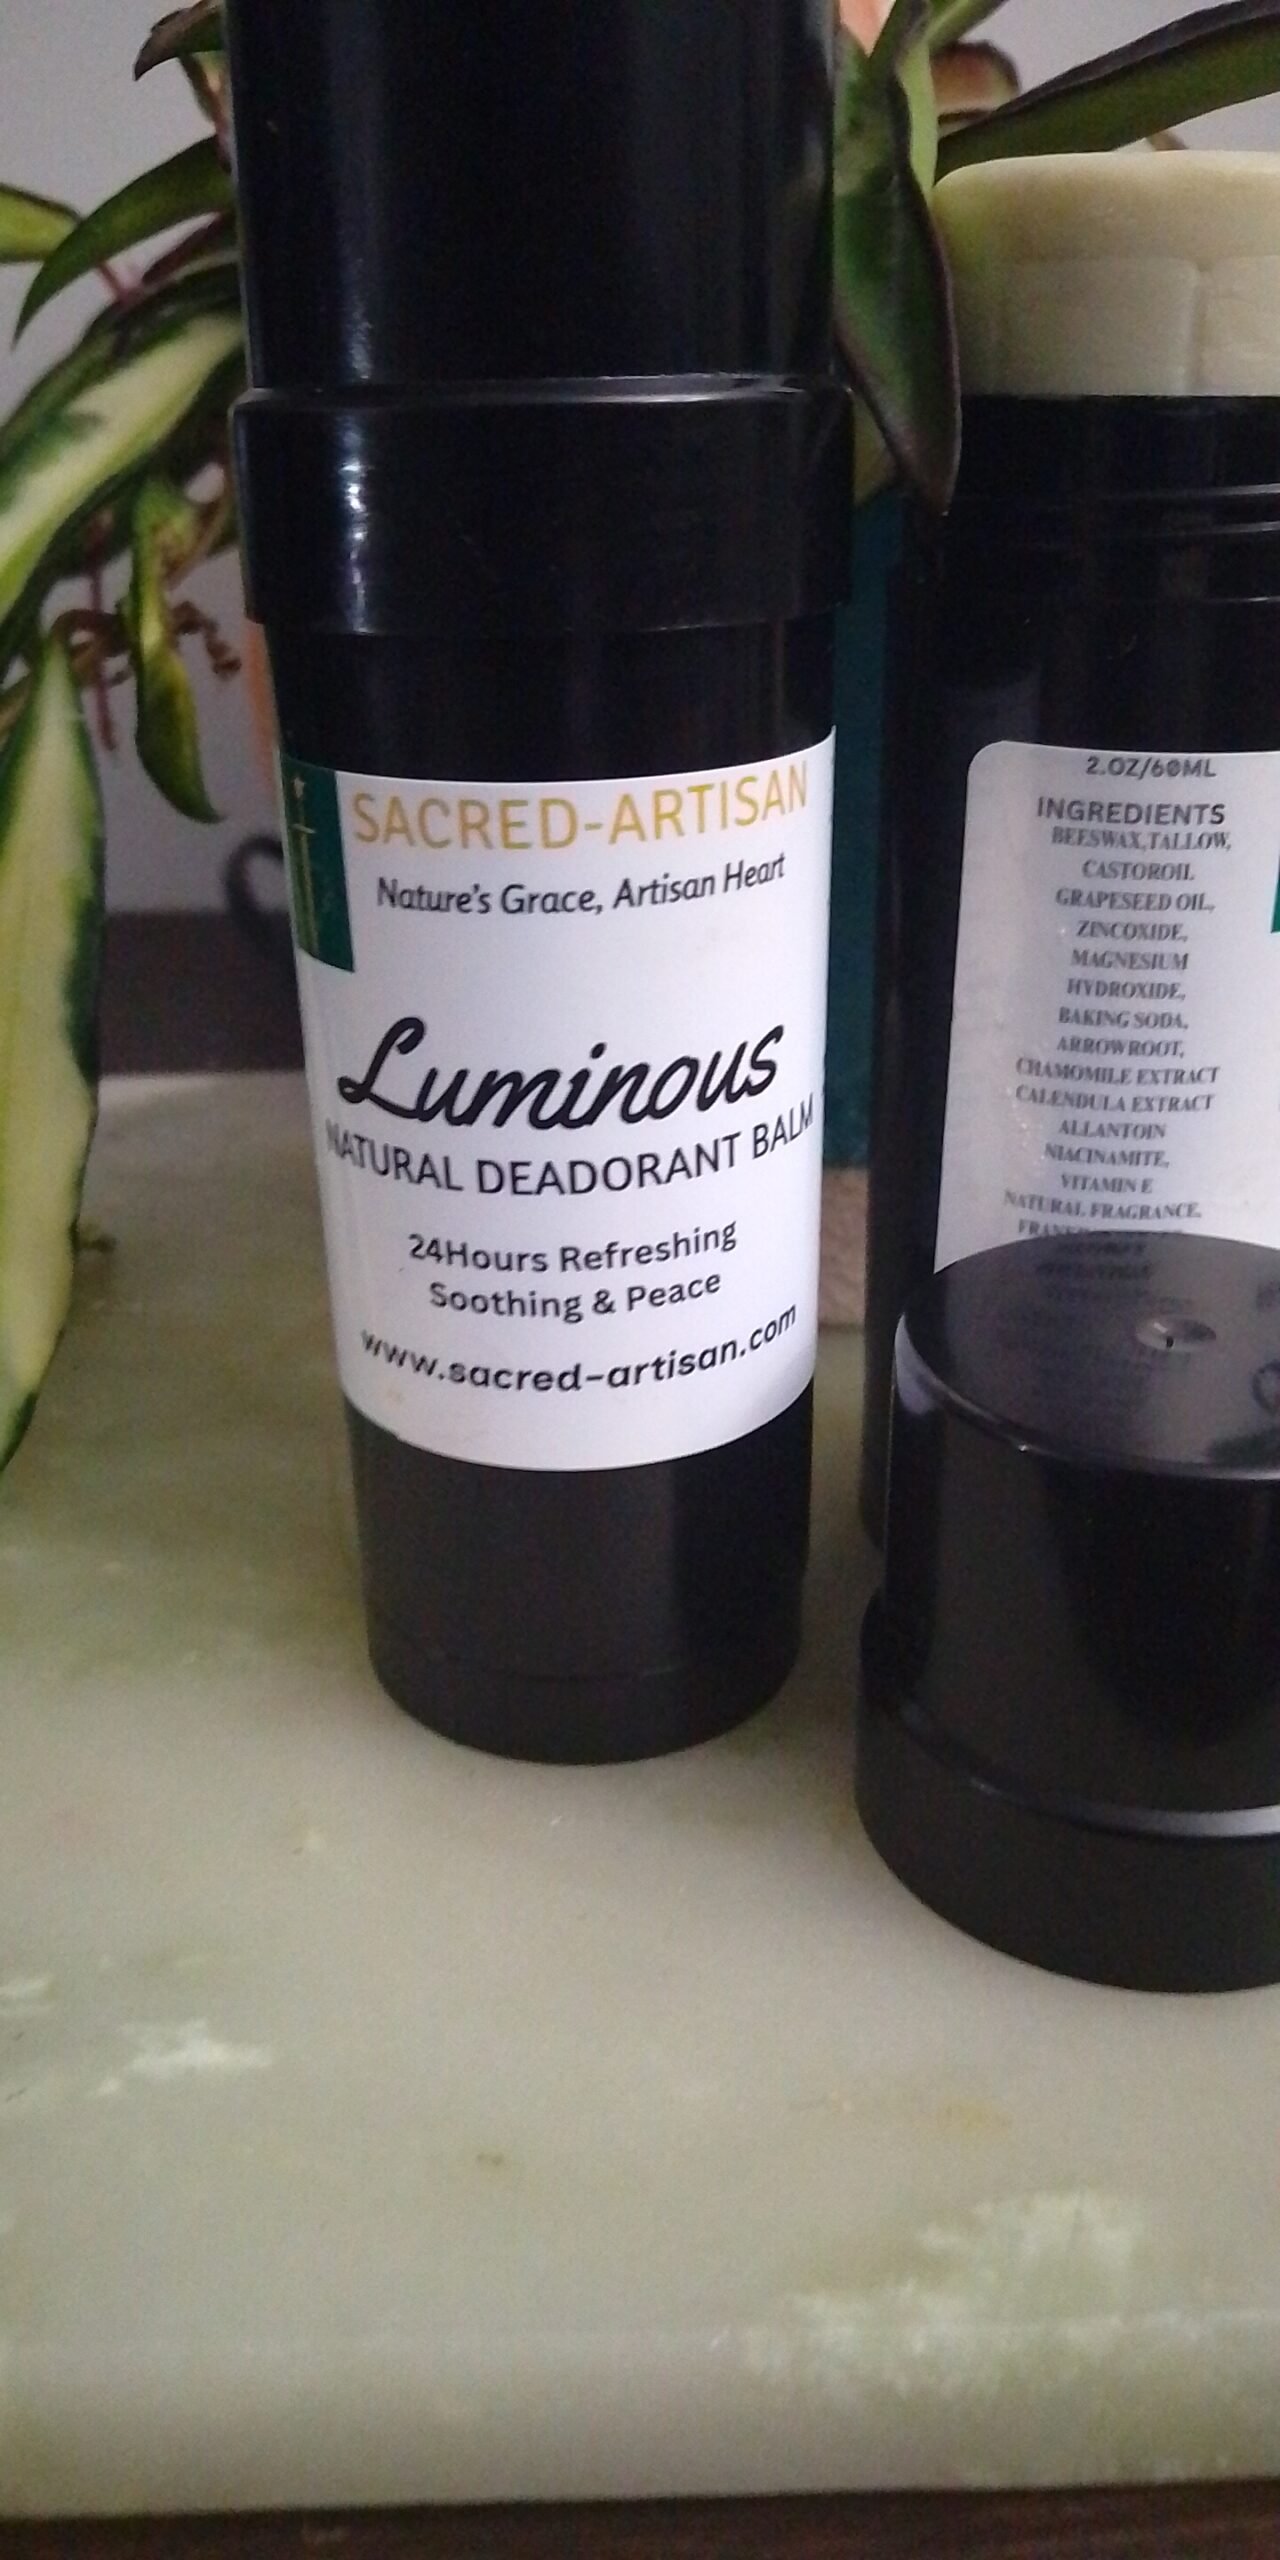 SACRED-ARTISAN
Nature's Grace, Artisan Heart
Luminous
NATURAL DEADORANT BALM
24Hours Refreshing
Soothing & Peace
www.sacred-artisan.com
2.OZ/60ML
INGREDIENTS
BEESWAX,TALLOW,
CASTOROIL
GRAPESEED OIL,
ZINCOXIDE,
MAGNESIUM
HYDROXIDE,
BAKING SODA,
ARROWROOT,
CHAMOMILE EXTRACT
CALENDULA EXTRACT
ALLANTOIN
NIACINAMITE,
VITAMIN E
NATURAL FRAGRANCE,